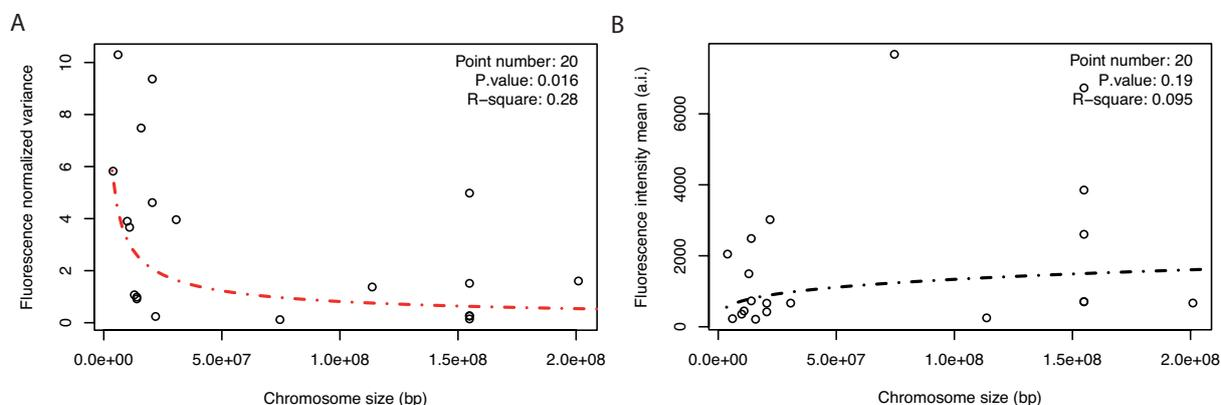 A
Point number: 20
P.value: 0.016
R−square: 0.28
Fluorescence normalized variance
10
8
6
4
2
0
0.0e+00 5.0e+07 1.0e+08 1.5e+08 2.0e+08
Chromosome size (bp)
B
Point number: 20
P.value: 0.19
R−square: 0.095
Fluorescence intensity mean (a.i.)
6000
4000
2000
0
0.0e+00 5.0e+07 1.0e+08 1.5e+08 2.0e+08
Chromosome size (bp)